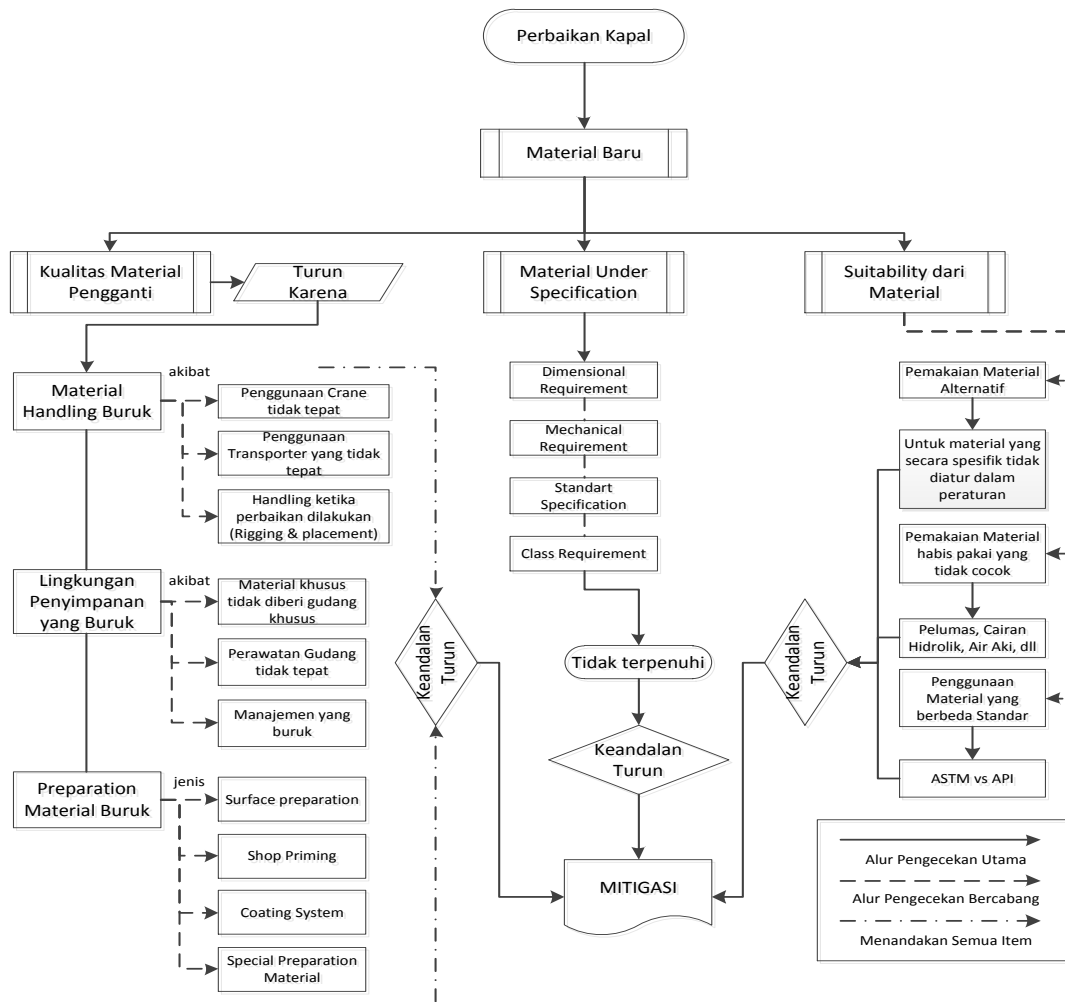 Perbaikan Kapal
Material Baru
Kualitas Material
Pengganti
Turun
Karena
Material Under
Specification
Suitability dari
Material
Material
Handling Buruk
akibat
Penggunaan Crane
tidak tepat
Penggunaan
Transporter yang tidak
tepat
Handling ketika
perbaikan dilakukan
(Rigging & placement)
Lingkungan
Penyimpanan
yang Buruk
akibat
Material khusus
tidak diberi gudang
khusus
Perawatan Gudang
tidak tepat
Manajemen yang
buruk
Preparation
Material Buruk
jenis
Surface preparation
Shop Priming
Coating System
Special Preparation
Material
Keandalan
Turun
Dimensional
Requirement
Mechanical
Requirement
Standart
Specification
Class Requirement
Tidak terpenuhi
Keandalan
Turun
MITIGASI
Keandalan
Turun
Pemakaian Material
Alternatif
Untuk material yang
secara spesifik tidak
diatur dalam
peraturan
Pemakaian Material
habis pakai yang
tidak cocok
Pelumas, Cairan
Hidrolik, Air Aki, dll
Penggunaan
Material yang
berbeda Standar
ASTM vs API
Alur Pengecekan Utama
Alur Pengecekan Bercabang
Menandakan Semua Item